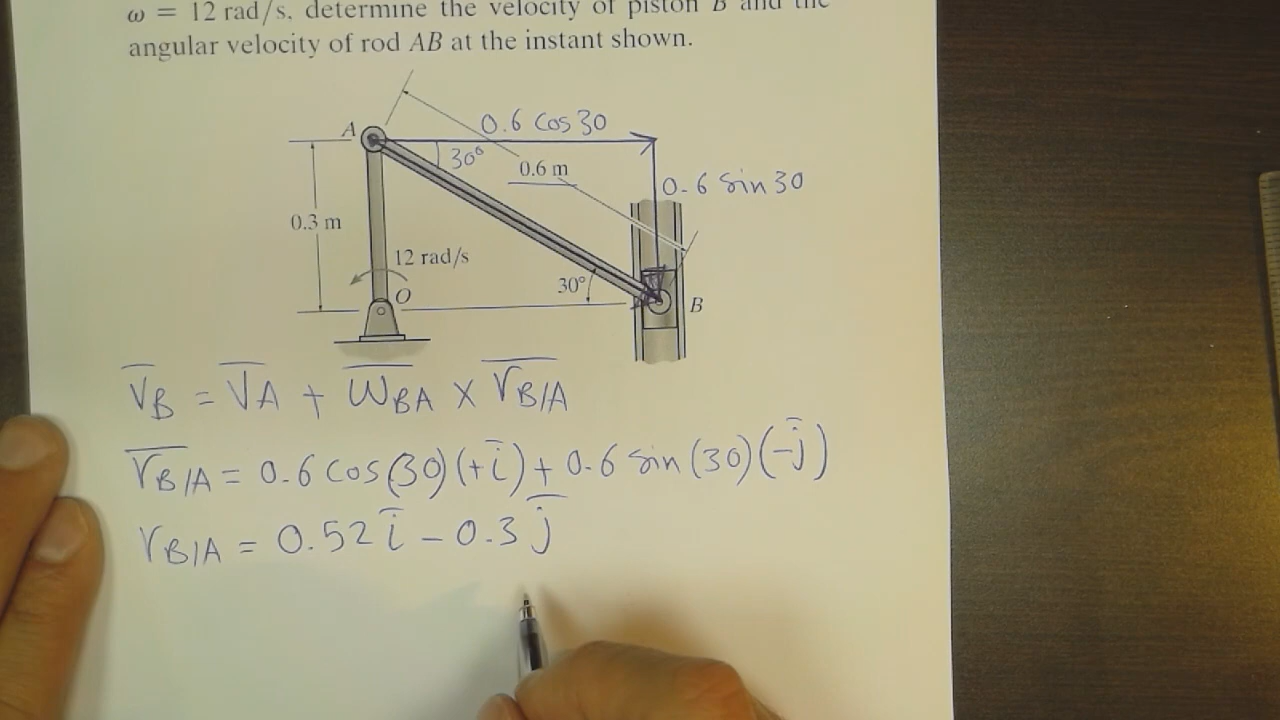 ω = 12 rad/s, determine the velocity of piston B and the
angular velocity of rod AB at the instant shown.
A
0.6 cos 30
30°
0.6 m
0.6 sin 30
0.3 m
12 rad/s
30°
O
B
V̅B = V̅A + ω̅BA × r̅B/A
r̅B/A = 0.6 cos(30)(+i̅) + 0.6 sin(30)(-j̅)
rB/A = 0.52 i̅ - 0.3 j̅